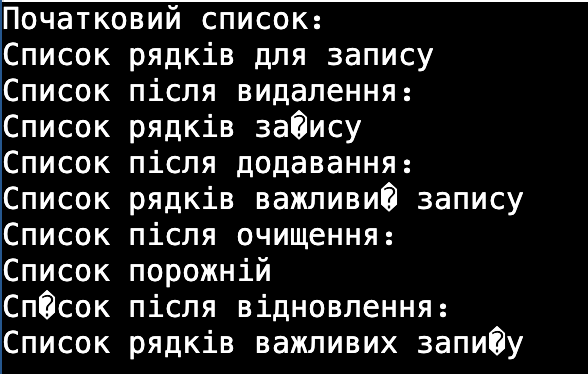 Початковий список:
Список рядків для запису
Список після видалення:
Список рядків за�ису
Список після додавання:
Список рядків важливи� запису
Список після очищення:
Список порожній
Сп�сок після відновлення:
Список рядків важливих запи�у